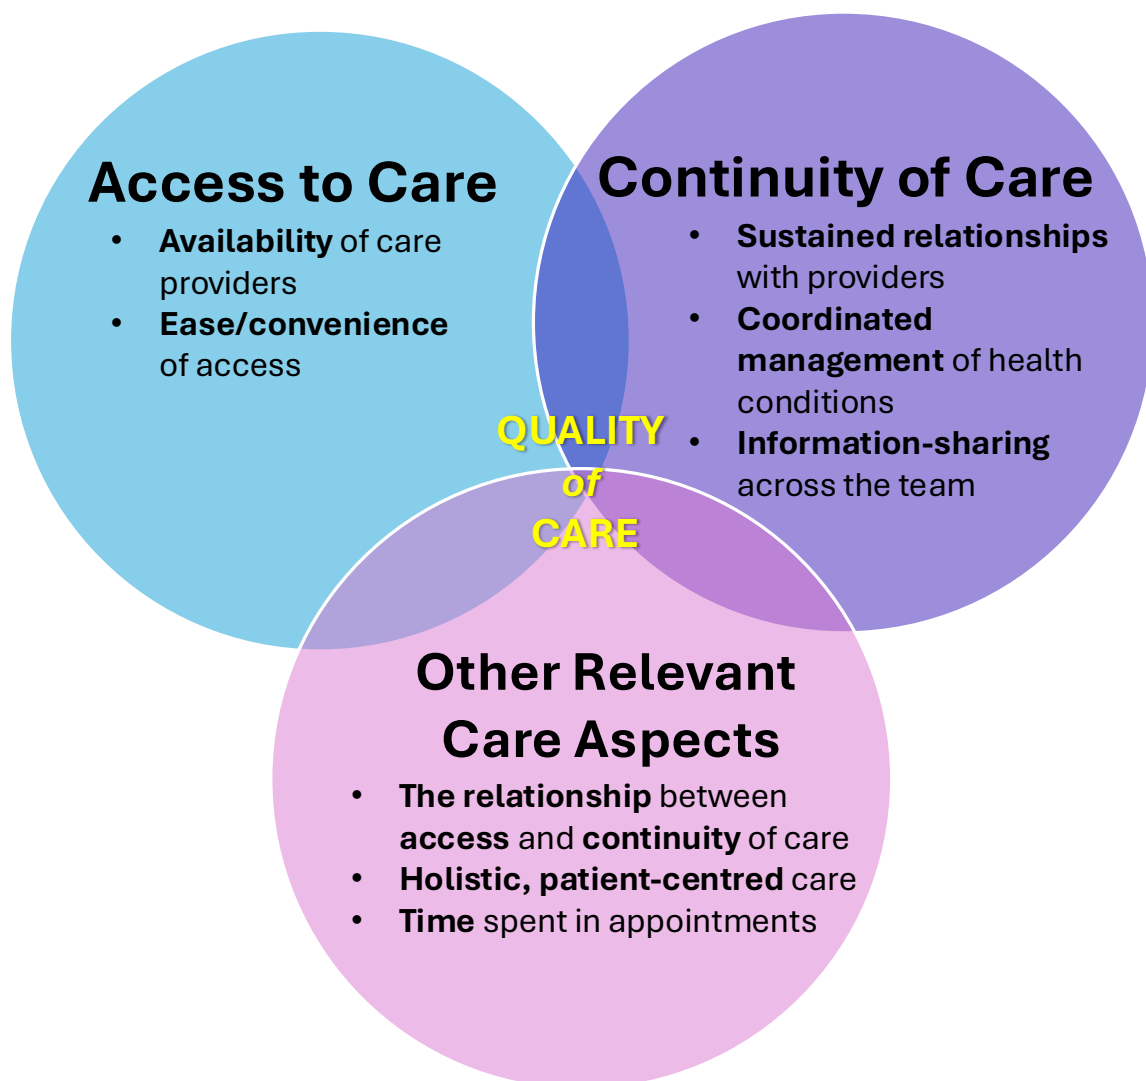 Access to Care
• Availability of care
providers
• Ease/convenience
of access
Continuity of Care
• Sustained relationships
with providers
• Coordinated
management of health
conditions
• Information-sharing
across the team
QUALITY
of
CARE
Other Relevant
Care Aspects
• The relationship between
access and continuity of care
• Holistic, patient-centred care
• Time spent in appointments